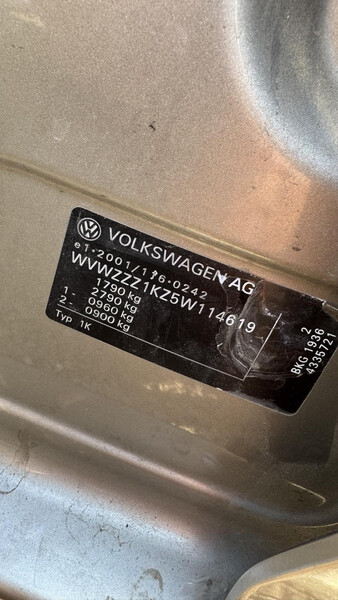 VOLKSWAGEN AG
e1*2001/116*0242
WVWZZZ1KZ5W114619
1790 kg
2790 kg
1- 0960 kg
2- 0900 kg
Typ 1K
2
BKG 1936
4335721